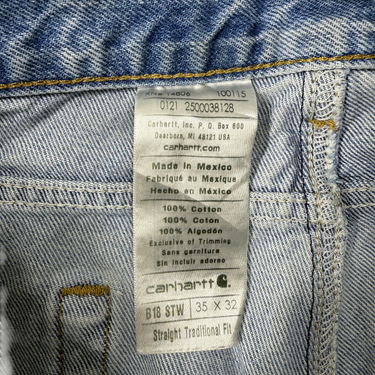 RN# 14806 100115
0121 2500038128
Carhartt, Inc. P. O. Box 600
Dearborn, MI 48121 USA
carhartt.com
Made in Mexico
Fabriqué au Mexique
Hecho en México
100% Cotton
100% Coton
100% Algodón
Exclusive of Trimming
Sans garniture
Sin incluir adorno
carhartt
B18 STW 35 X 32
Straight Traditional Fit